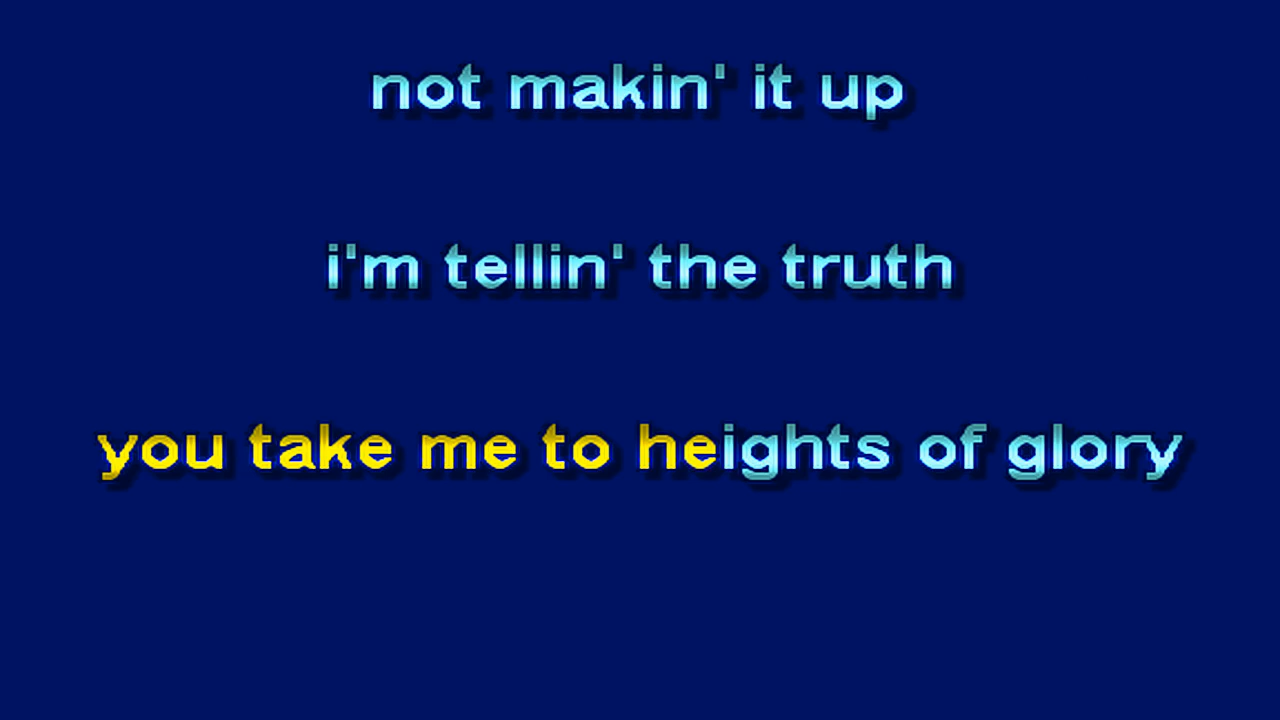 not makin' it up
i'm tellin' the truth
you take me to heights of glory